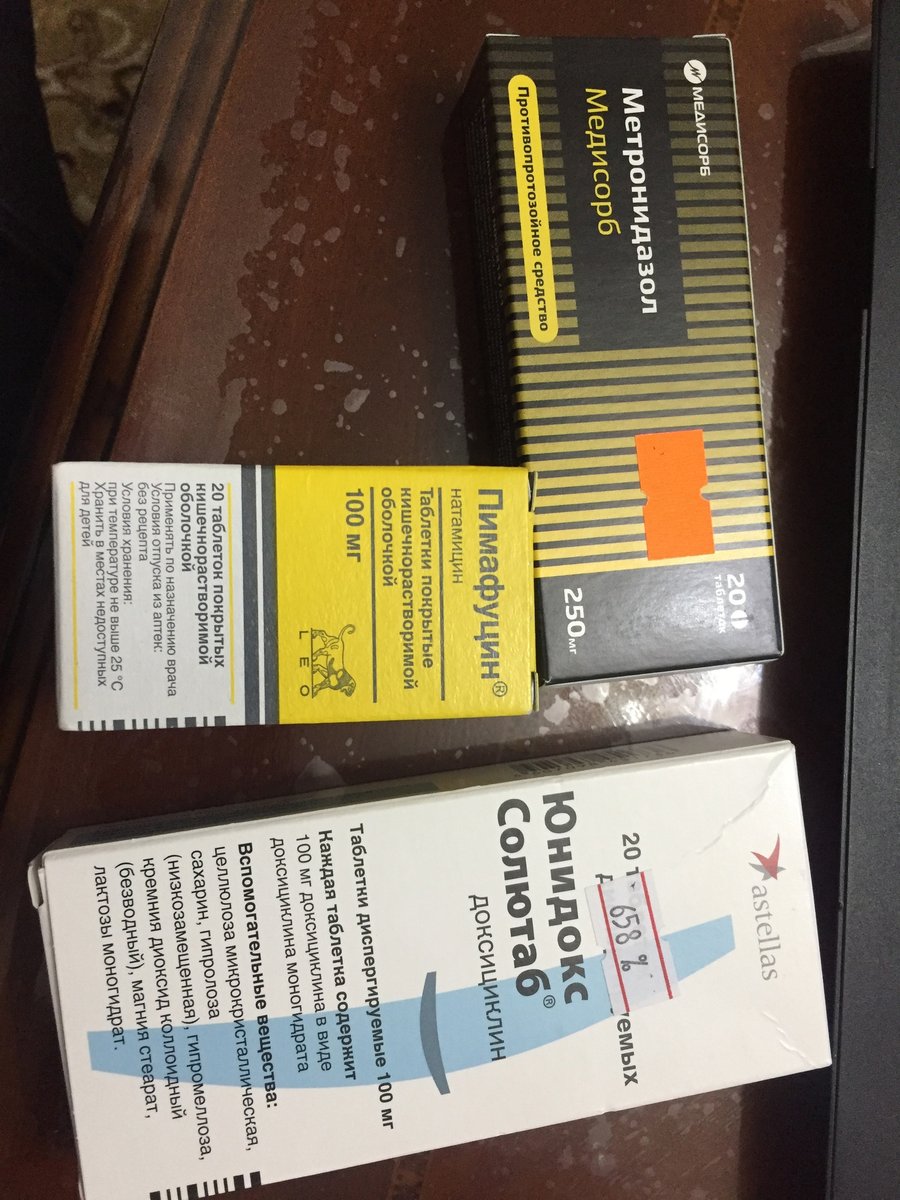 МЕДИСОРБ
Метронидазол
Медисорб
Противопротозойное средство
20
таблеток
250 мг
Пимафуцин®
натамицин
Таблетки покрытые
кишечнорастворимой
оболочкой
100 мг
L E O
20 таблеток покрытых
кишечнорастворимой
оболочкой
Применять по назначению врача
Условия отпуска из аптек:
без рецепта
Условия хранения:
при температуре не выше 25 °C
Хранить в местах недоступных
для детей
astellas
20
658
Юнидокс
Солютаб®
доксициклин
Таблетки диспергируемые 100 мг
Каждая таблетка содержит
100 мг доксициклина в виде
доксициклина моногидрата
Вспомогательные вещества:
целлюлоза микрокристаллическая,
сахарин, гипролоза
(низкозамещенная), гипромеллоза,
кремния диоксид коллоидный
(безводный), магния стеарат,
лактозы моногидрат.